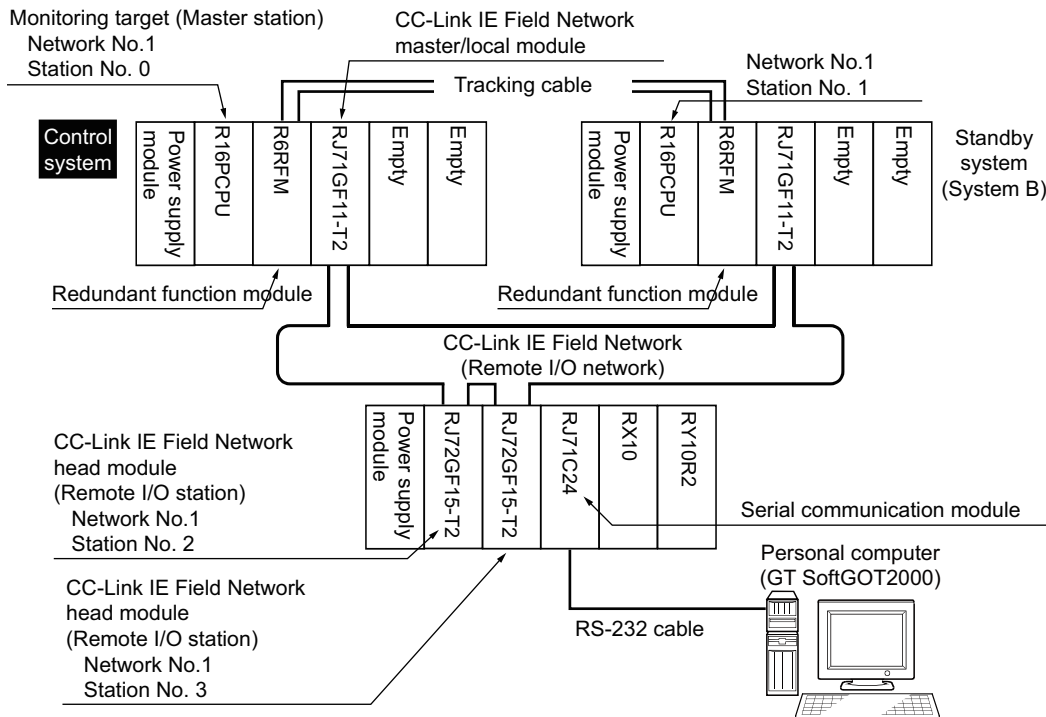 Monitoring target (Master station)
Network No.1
Station No. 0
CC-Link IE Field Network
master/local module
Tracking cable
Network No.1
Station No. 1
Control
system
Power supply
module
R16PCPU
R6RFM
RJ71GF11-T2
Empty
Empty
Power supply
module
R16PCPU
R6RFM
RJ71GF11-T2
Empty
Empty
Standby
system
(System B)
Redundant function module
Redundant function module
CC-Link IE Field Network
(Remote I/O network)
Power supply
module
RJ72GF15-T2
RJ72GF15-T2
RJ71C24
RX10
RY10R2
CC-Link IE Field Network
head module
(Remote I/O station)
Network No.1
Station No. 2
Serial communication module
CC-Link IE Field Network
head module
(Remote I/O station)
Network No.1
Station No. 3
Personal computer
(GT SoftGOT2000)
RS-232 cable